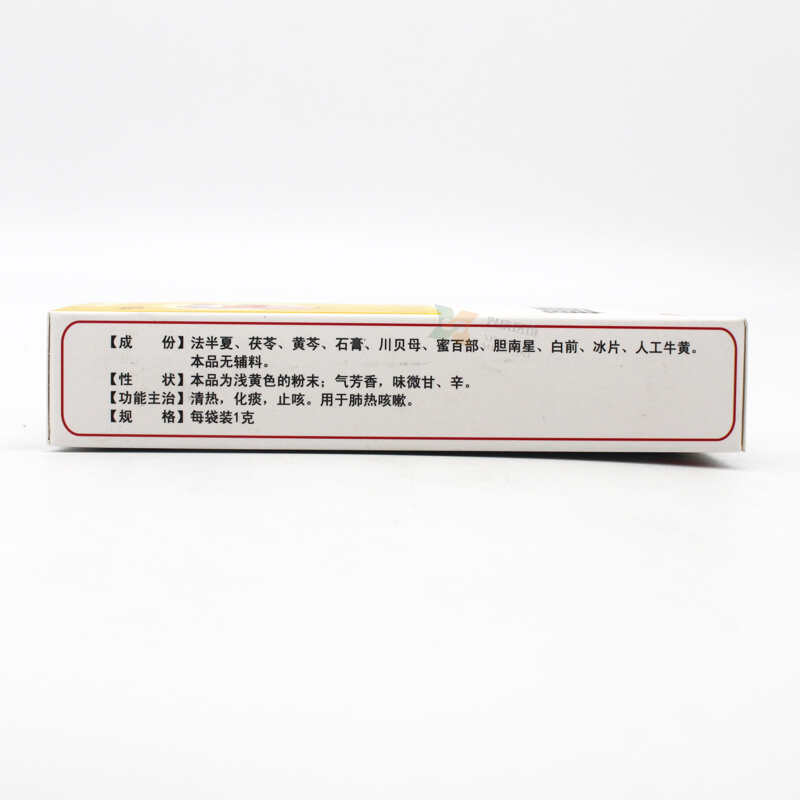 【成　份】法半夏、茯苓、黄芩、石膏、川贝母、蜜百部、胆南星、白前、冰片、人工牛黄。
本品无辅料。
【性　状】本品为浅黄色的粉末；气芳香，味微甘、辛。
【功能主治】清热，化痰，止咳。用于肺热咳嗽。
【规　格】每袋装1克